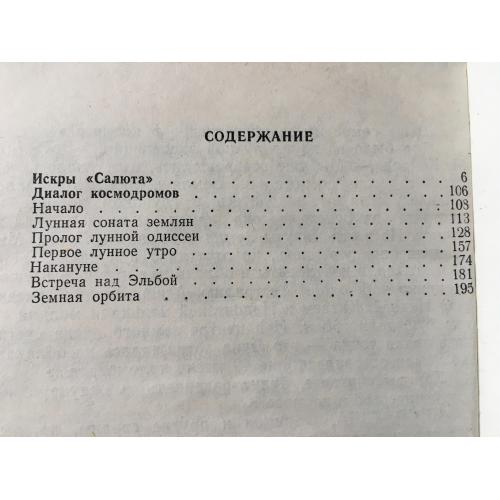 СОДЕРЖАНИЕ
Искры «Салюта» . . . . . . . . . . . . . 6
Диалог космодромов . . . . . . . . . . . 106
Начало . . . . . . . . . . . . . . . 108
Лунная соната землян . . . . . . . . . . 113
Пролог лунной одиссеи . . . . . . . . . . 128
Первое лунное утро . . . . . . . . . . . 157
Накануне . . . . . . . . . . . . . . 174
Встреча над Эльбой . . . . . . . . . . . 181
Земная орбита . . . . . . . . . . . . . 195